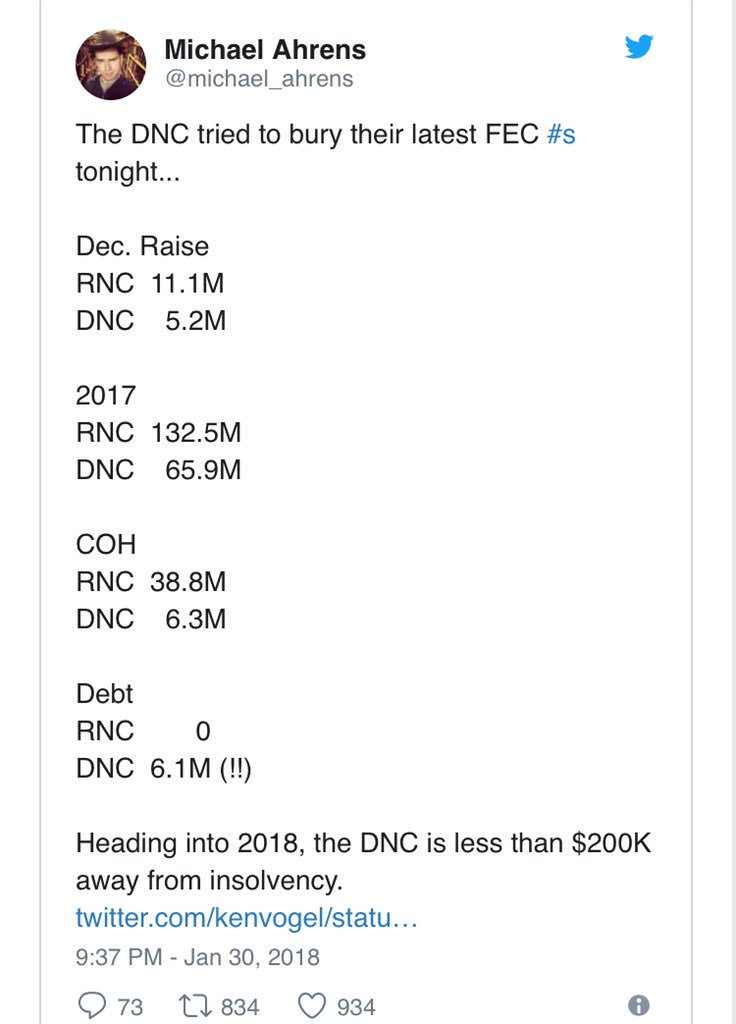 Michael Ahrens
@michael_ahrens
The DNC tried to bury their latest FEC #s
tonight...
Dec. Raise
RNC 11.1M
DNC 5.2M
2017
RNC 132.5M
DNC 65.9M
COH
RNC 38.8M
DNC 6.3M
Debt
RNC 0
DNC 6.1M (!!)
Heading into 2018, the DNC is less than $200K
away from insolvency.
twitter.com/kenvogel/statu…
9:37 PM - Jan 30, 2018
73 834 934